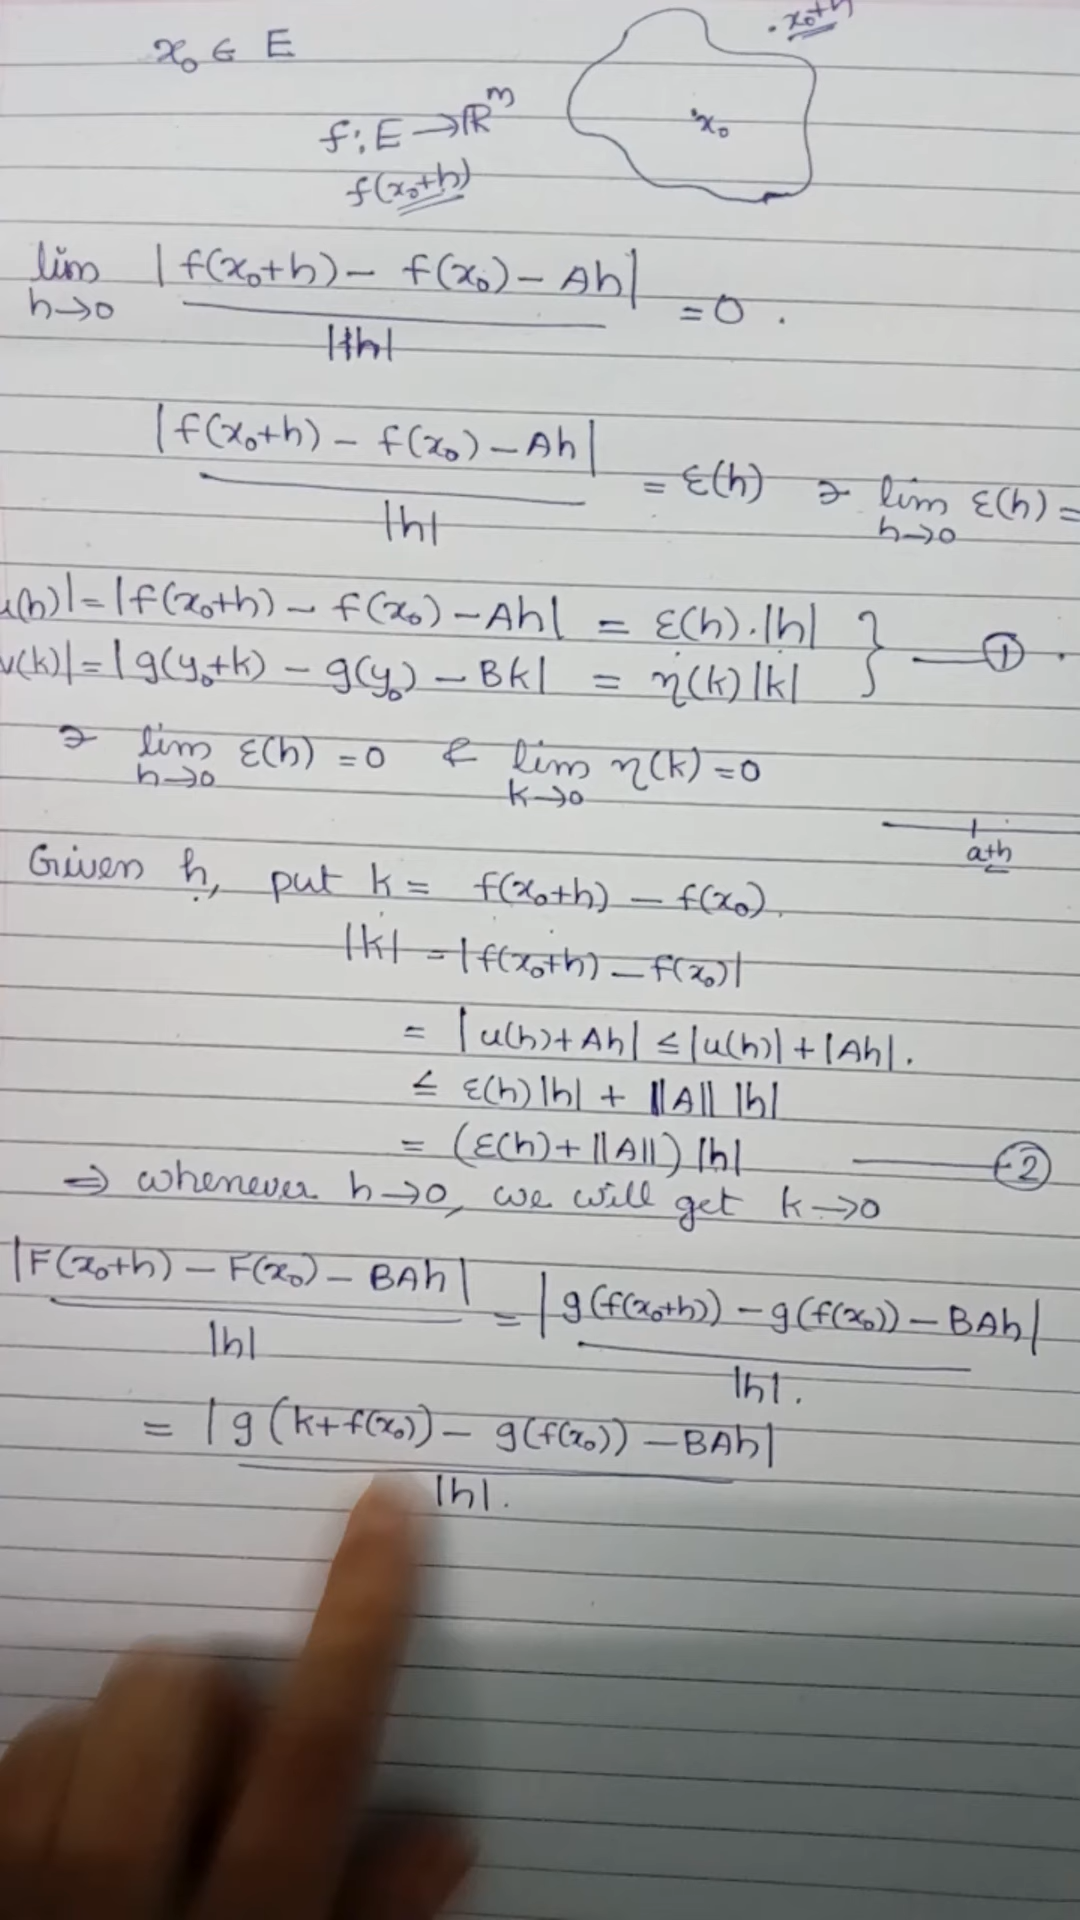 x₀ ∈ E
. x₀+h
f: E → ℝᵐ
x₀
f(x₀+h)
lim |f(x₀+h) − f(x₀) − Ah| = 0 .
h→0 |h|
|f(x₀+h) − f(x₀) − Ah| = ε(h) ∋ lim ε(h) =
|h| h→0
u(h)| = |f(x₀+h) − f(x₀) − Ah| = ε(h).|h| } — ①
v(k)| = |g(y₀+k) − g(y₀) − Bk| = η(k)|k|
∋ lim ε(h) = 0 & lim η(k) = 0
h→0 k→0
a+h
Given h, put k = f(x₀+h) − f(x₀).
|k| = |f(x₀+h) − f(x₀)|
= |u(h)+Ah| ≤ |u(h)| + |Ah|.
≤ ε(h)|h| + ||A|| |h|
= (ε(h) + ||A||) |h| — ②
⇒ whenever h→0, we will get k→0
|F(x₀+h) − F(x₀) − BAh| = |g(f(x₀+h)) − g(f(x₀)) − BAh|
|h| |h|.
= |g(k+f(x₀)) − g(f(x₀)) − BAh|
|h|.